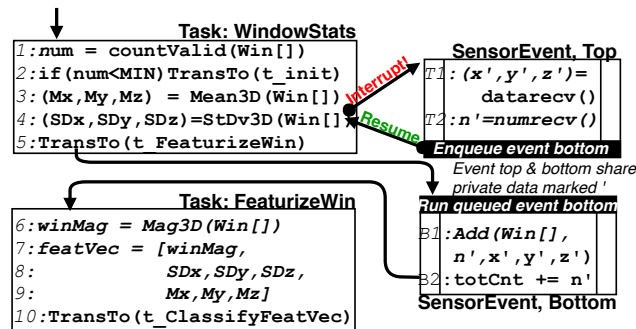 Task: WindowStats
1:num = countValid(Win[])
2:if(num<MIN)TransTo(t_init)
3:(Mx,My,Mz) = Mean3D(Win[])
4:(SDx,SDy,SDz)=StDv3D(Win[])
5:TransTo(t_FeaturizeWin)
Interrupt!
Resume
SensorEvent, Top
T1:(x',y',z')=
datarecv()
T2:n'=numrecv()
Enqueue event bottom
Event top & bottom share
private data marked '
Run queued event bottom
B1:Add(Win[],
n',x',y',z')
B2:totCnt += n'
SensorEvent, Bottom
Task: FeaturizeWin
6:winMag = Mag3D(Win[])
7:featVec = [winMag,
8: SDx,SDy,SDz,
9: Mx,My,Mz]
10:TransTo(t_ClassifyFeatVec)